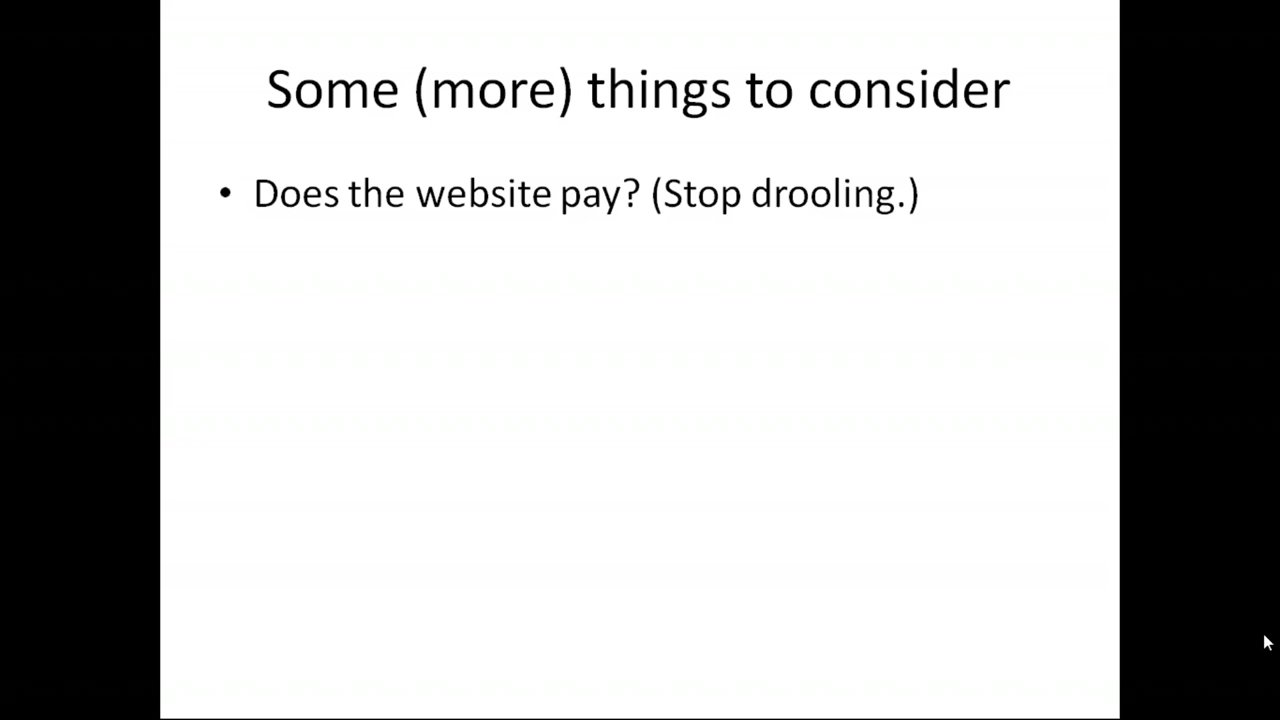 Some (more) things to consider
• Does the website pay? (Stop drooling.)